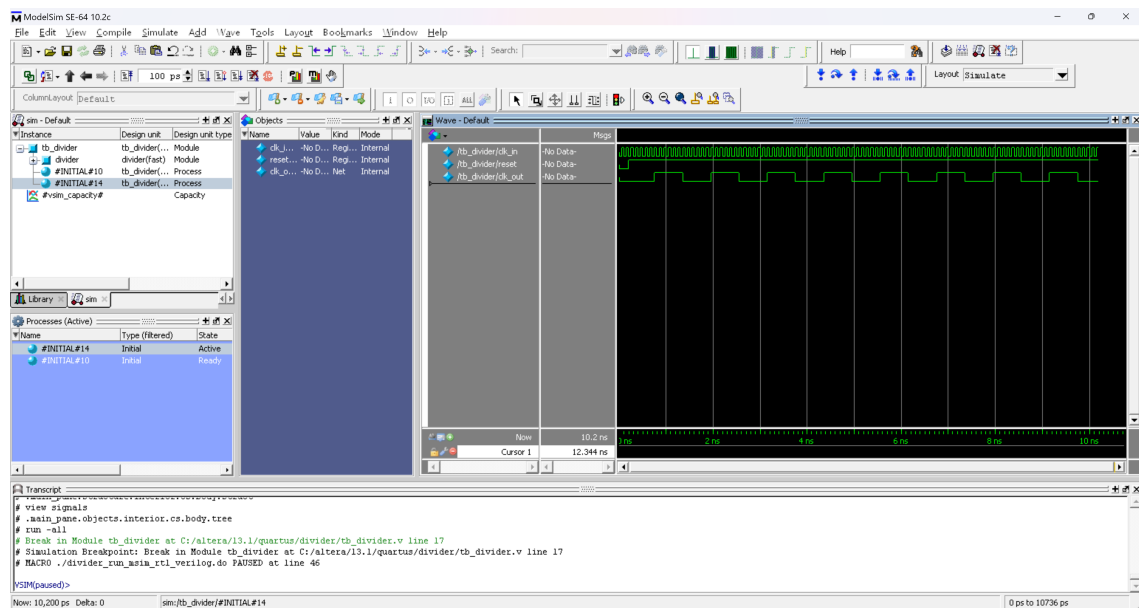 ModelSim SE-64 10.2c
File Edit View Compile Simulate Add Wave Tools Layout Bookmarks Window Help
Search:
Help
100 ps
Layout Simulate
ColumnLayout Default
ALL
sim - Default
Instance Design unit Design unit type
tb_divider tb_divider(... Module
divider divider(fast) Module
#INITIAL#10 tb_divider(... Process
#INITIAL#14 tb_divider(... Process
#vsim_capacity# Capacity
Library sim
Processes (Active)
Name Type (filtered) State
#INITIAL#14 Initial Active
#INITIAL#10 Initial Ready
Objects
Name Value Kind Mode
clk_i... -No D... Regi... Internal
reset... -No D... Regi... Internal
clk_o... -No D... Net Internal
Wave - Default
Msgs
/tb_divider/clk_in -No Data-
/tb_divider/reset -No Data-
/tb_divider/clk_out -No Data-
Now 10.2 ns
Cursor 1 12.344 ns
2 ns 4 ns 6 ns 8 ns 10 ns
Transcript
# view signals
# .main_pane.objects.interior.cs.body.tree
# run -all
# Break in Module tb_divider at C:/altera/13.1/quartus/divider/tb_divider.v line 17
# Simulation Breakpoint: Break in Module tb_divider at C:/altera/13.1/quartus/divider/tb_divider.v line 17
# MACRO ./divider_run_msim_rtl_verilog.do PAUSED at line 46
VSIM(paused)>
Now: 10,200 ps Delta: 0 sim:/tb_divider/#INITIAL#14 0 ps to 10736 ps